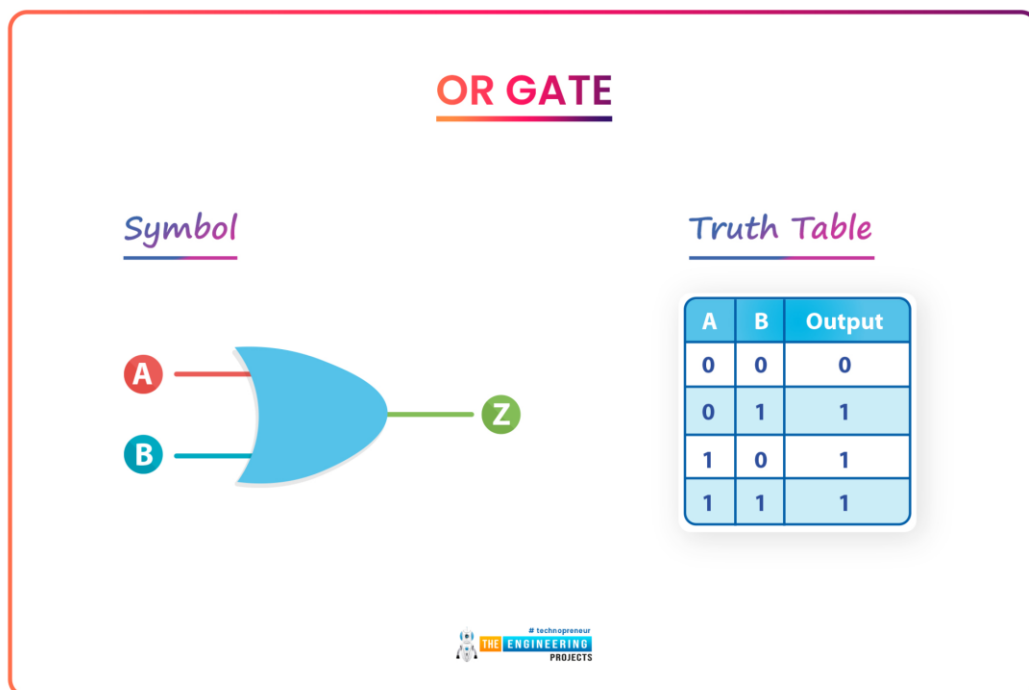 OR GATE
Symbol
A
B
Z
Truth Table
A B Output
0 0 0
0 1 1
1 0 1
1 1 1
# technopreneur
THE ENGINEERING
PROJECTS